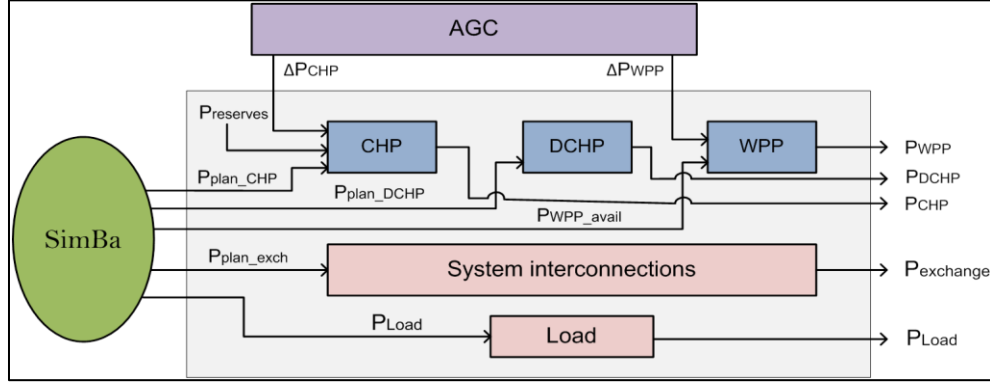 AGC
ΔPCHP
ΔPWPP
Preserves
CHP
DCHP
WPP
PWPP
Pplan_CHP
Pplan_DCHP
PDCHP
PCHP
PWPP_avail
SimBa
Pplan_exch
System interconnections
Pexchange
PLoad
Load
PLoad